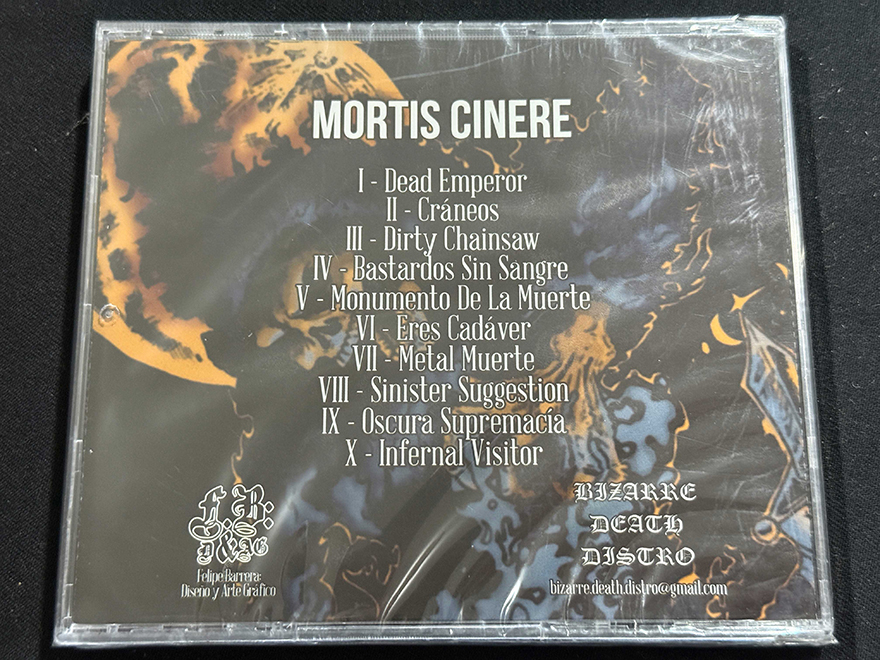 MORTIS CINERE
I - Dead Emperor
II - Cráneos
III - Dirty Chainsaw
IV - Bastardos Sin Sangre
V - Monumento De La Muerte
VI - Eres Cadáver
VII - Metal Muerte
VIII - Sinister Suggestion
IX - Oscura Supremacía
X - Infernal Visitor
F.B:
D&AG
Felipe Barrera:
Diseño y Arte Gráfico
BIZARRE
DEATH
DISTRO
bizarre.death.distro@gmail.com